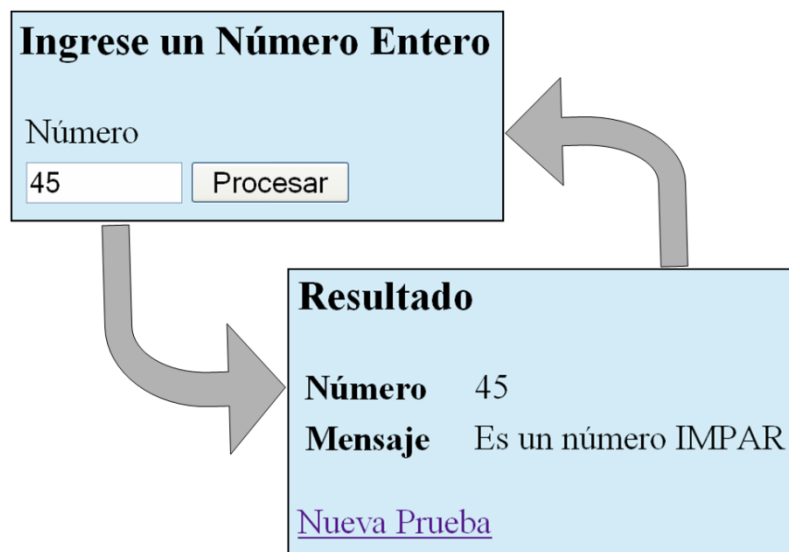 Ingrese un Número Entero
Número
45 Procesar
Resultado
Número 45
Mensaje Es un número IMPAR
Nueva Prueba